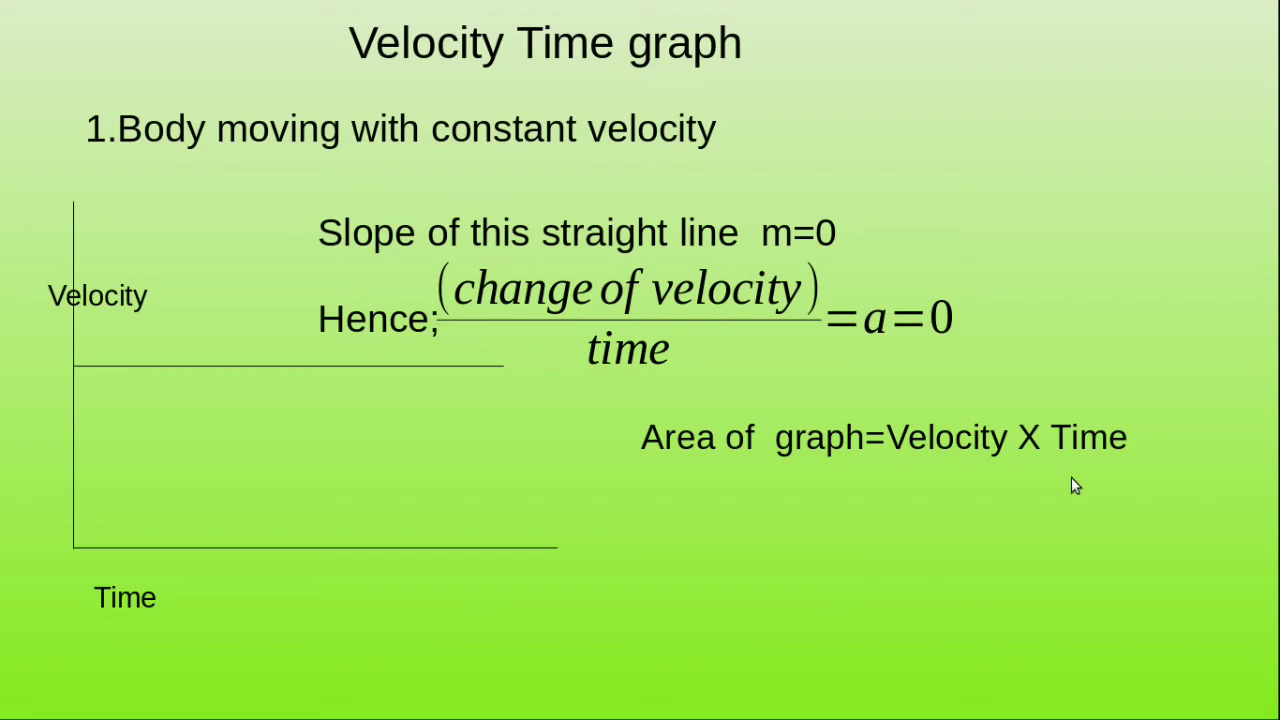 Velocity Time graph
1.Body moving with constant velocity
Slope of this straight line m=0
Velocity
Hence; (change of velocity)/time =a=0
Area of graph=Velocity X Time
Time